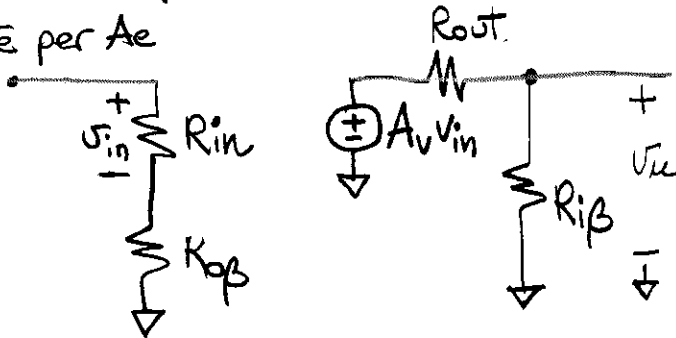 è per Ae
Rout.
+
vin
-
Rin
+
-
Av vin
+
vu
-
Riβ
Koβ